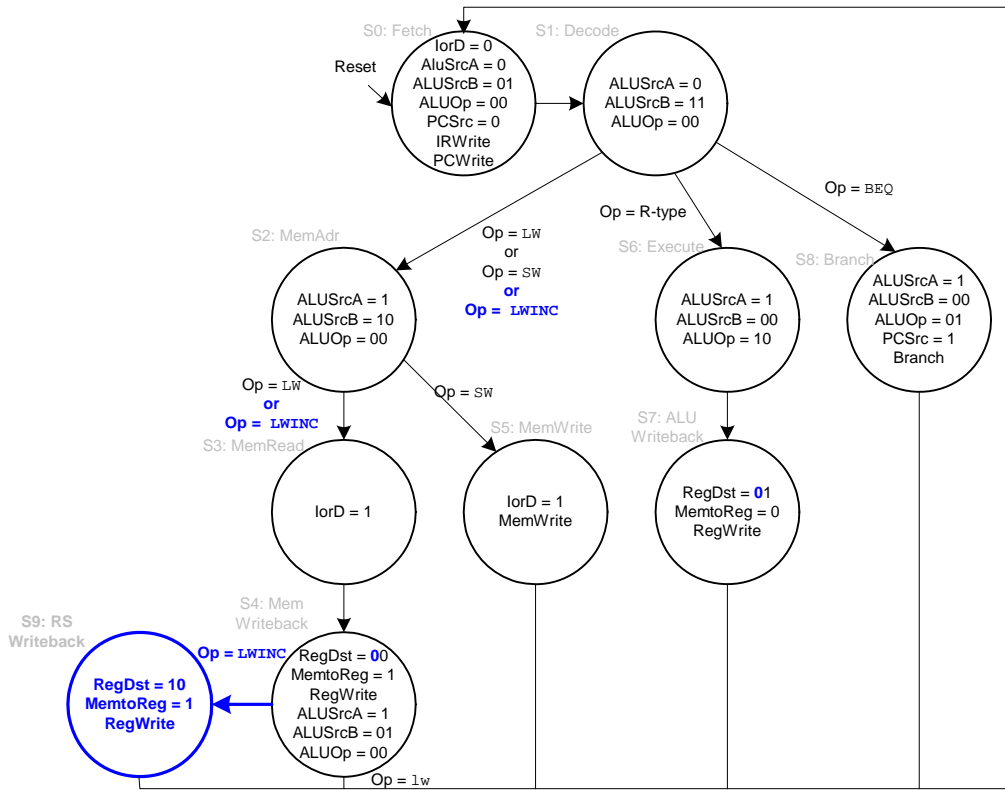 S0: Fetch
S1: Decode
Reset
IorD = 0
AluSrcA = 0
ALUSrcB = 01
ALUOp = 00
PCSrc = 0
IRWrite
PCWrite
ALUSrcA = 0
ALUSrcB = 11
ALUOp = 00
Op = BEQ
Op = R-type
S2: MemAdr
Op = LW
or
Op = SW
or
Op = LWINC
S6: Execute
S8: Branch
ALUSrcA = 1
ALUSrcB = 10
ALUOp = 00
ALUSrcA = 1
ALUSrcB = 00
ALUOp = 10
ALUSrcA = 1
ALUSrcB = 00
ALUOp = 01
PCSrc = 1
Branch
Op = LW
or
Op = LWINC
Op = SW
S3: MemRead
S5: MemWrite
S7: ALU
Writeback
IorD = 1
IorD = 1
MemWrite
RegDst = 01
MemtoReg = 0
RegWrite
S4: Mem
Writeback
S9: RS
Writeback
Op = LWINC
RegDst = 10
MemtoReg = 1
RegWrite
RegDst = 00
MemtoReg = 1
RegWrite
ALUSrcA = 1
ALUSrcB = 01
ALUOp = 00
Op = lw